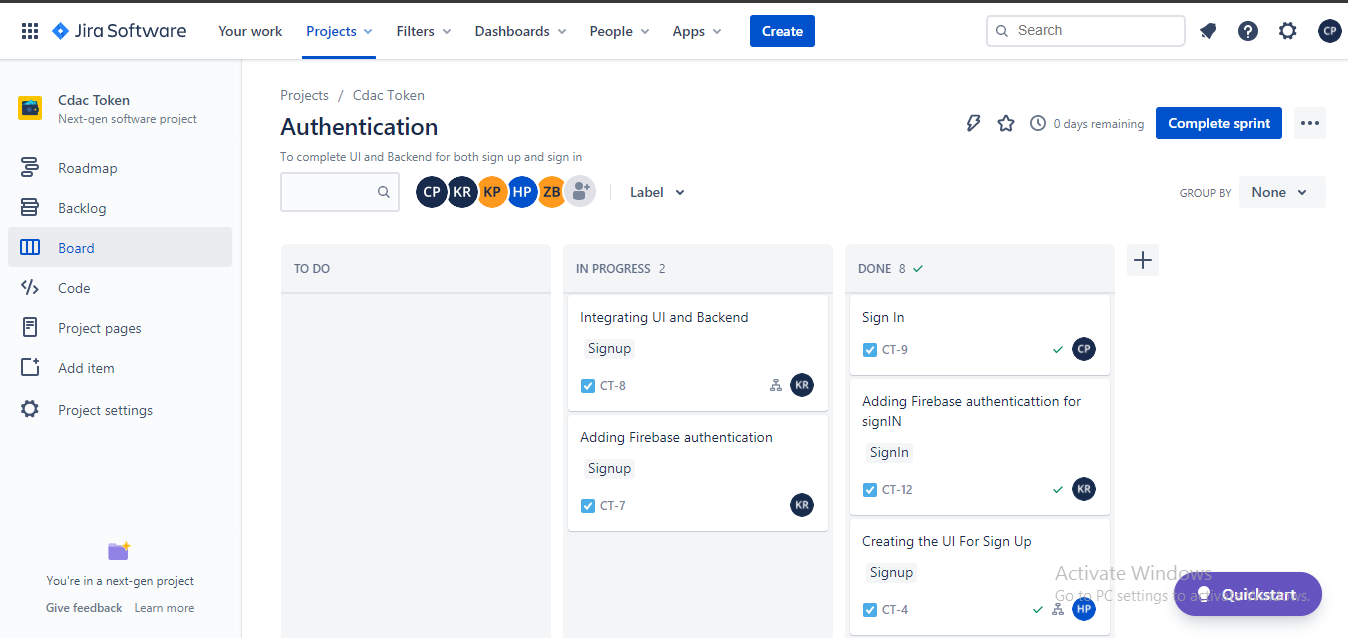 Jira Software
Your work
Projects
Filters
Dashboards
People
Apps
Create
Search
CP
Cdac Token
Next-gen software project
Roadmap
Backlog
Board
Code
Project pages
Add item
Project settings
You're in a next-gen project
Give feedback
Learn more
Projects / Cdac Token
Authentication
0 days remaining
Complete sprint
To complete UI and Backend for both sign up and sign in
CP KR KP HP ZB
Label
GROUP BY
None
TO DO
IN PROGRESS 2
Integrating UI and Backend
Signup
CT-8
KR
Adding Firebase authentication
Signup
CT-7
KR
DONE 8
Sign In
CT-9
CP
Adding Firebase authenticattion for
signIN
SignIn
CT-12
KR
Creating the UI For Sign Up
Signup
CT-4
HP
Activate Windows
Go to PC settings to activate Windows.
Quickstart